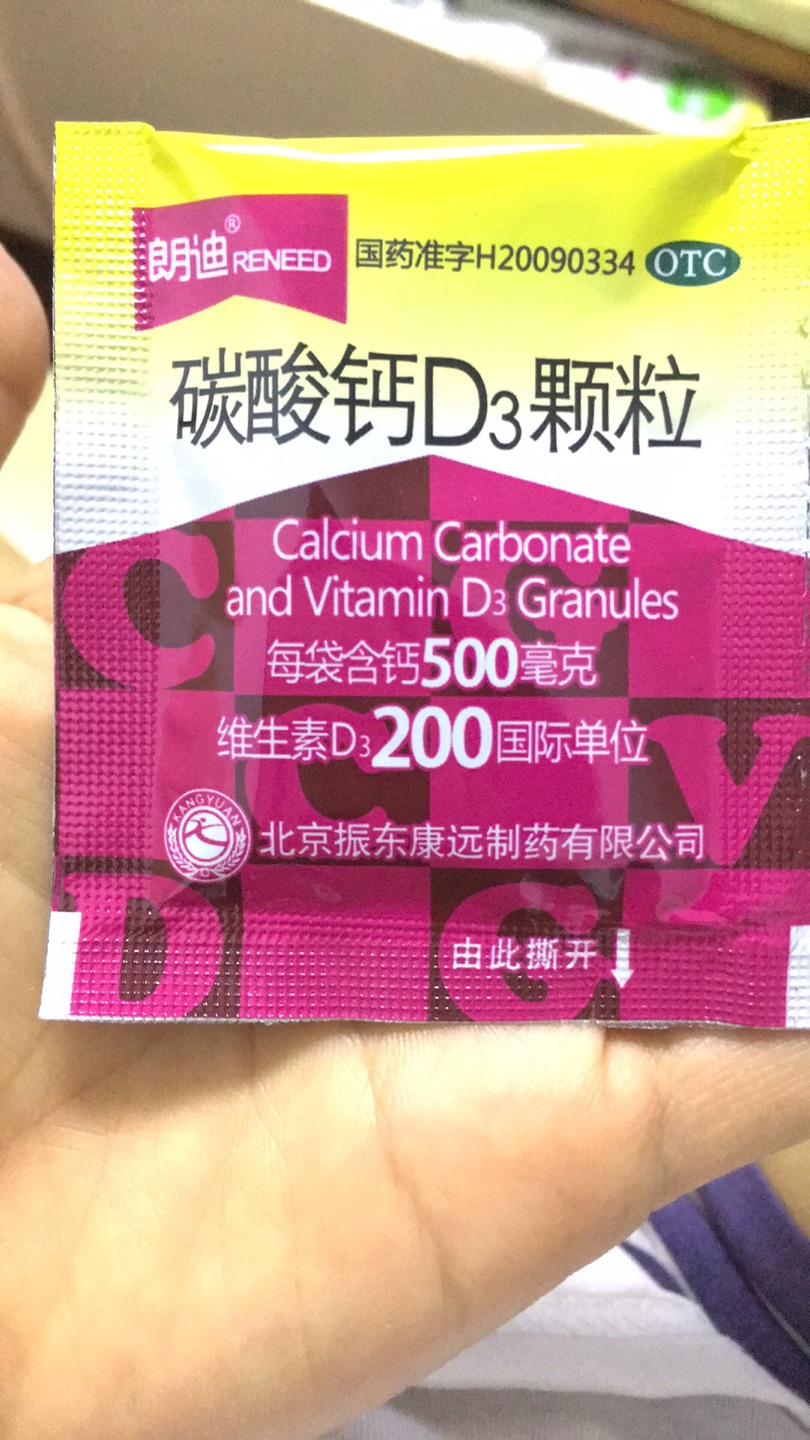 朗迪® RENEED 国药准字H20090334 OTC
碳酸钙D3颗粒
Calcium Carbonate
and Vitamin D3 Granules
每袋含钙500毫克
维生素D3200国际单位
KANGYUAN
北京振东康远制药有限公司
由此撕开